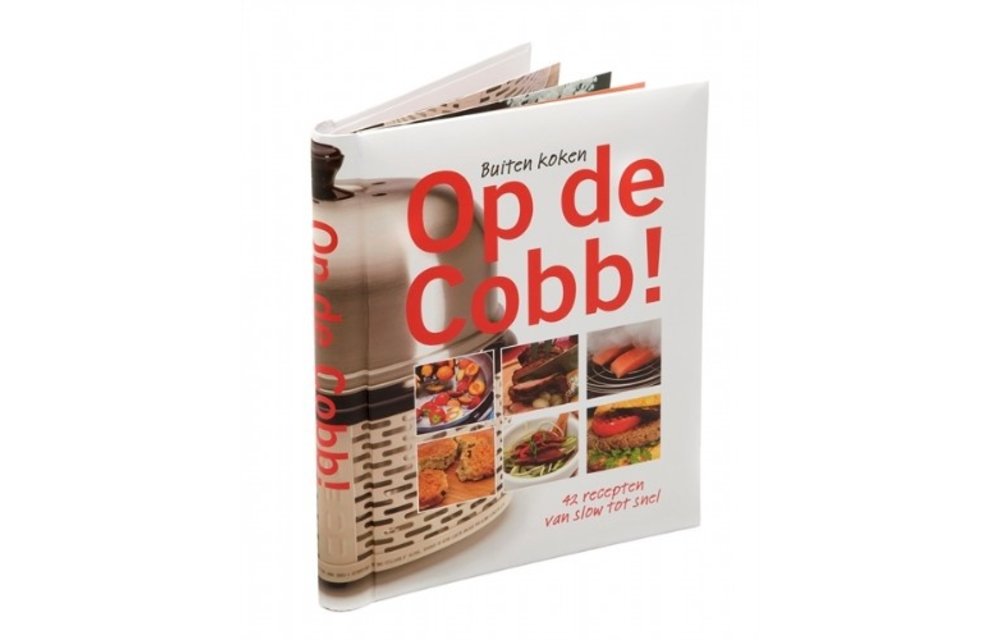 Buiten koken
Op de
Cobb!
42 recepten
van slow tot snel
Op de Cobb!